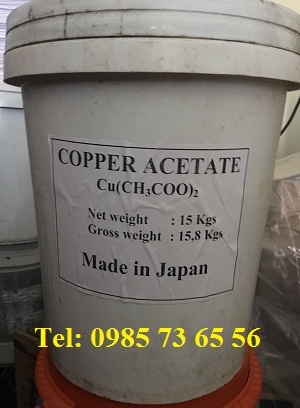 COPPER ACETATE
Cu(CH₃COO)₂
Net weight : 15 Kgs
Gross weight : 15,8 Kgs
Made in Japan
Tel: 0985 73 65 56